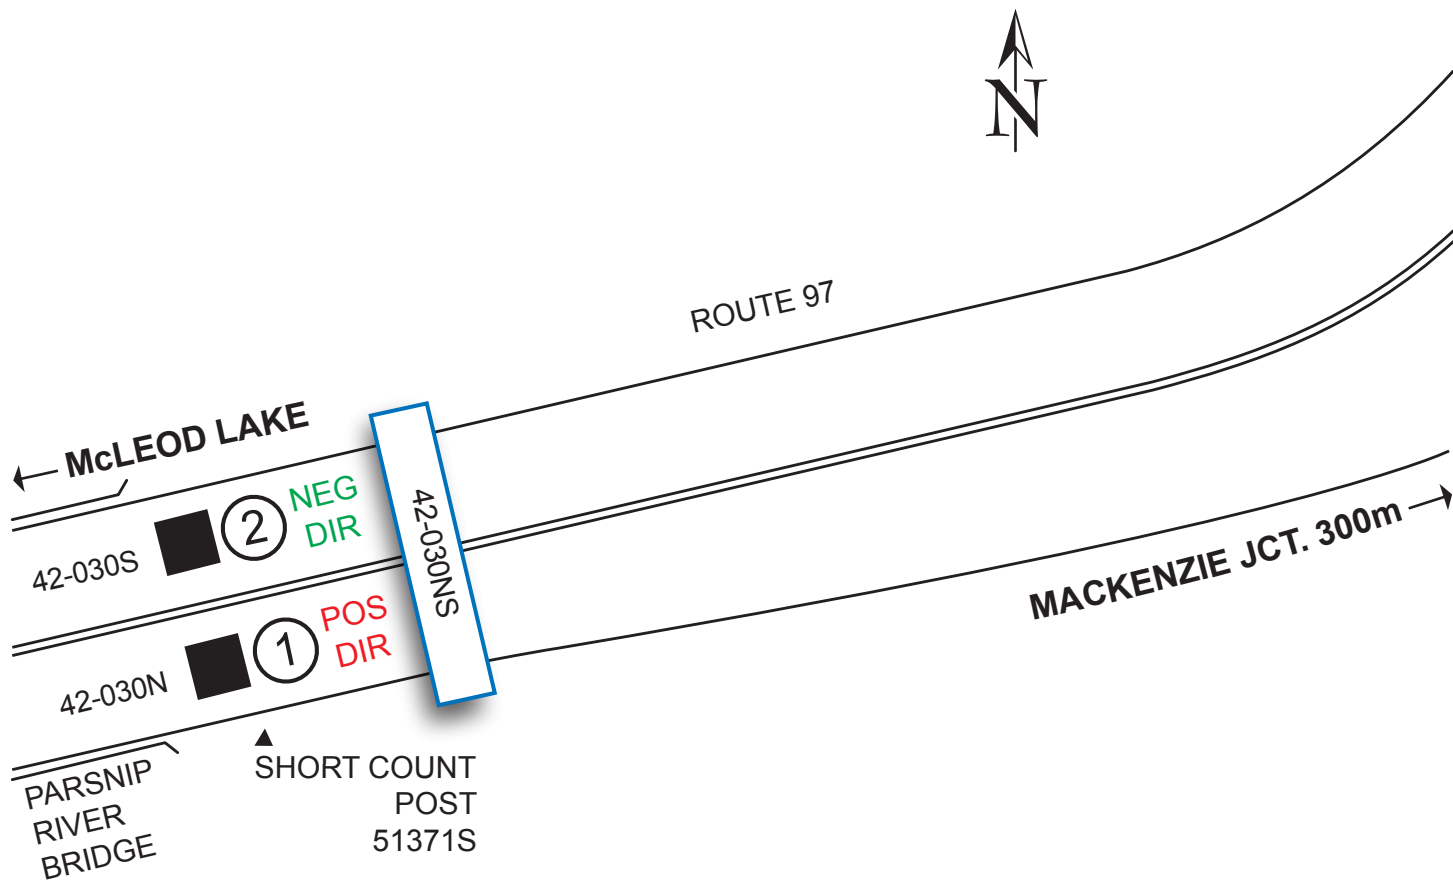 N
ROUTE 97
McLEOD LAKE
NEG
DIR
2
42-030S
42-030NS
POS
DIR
1
42-030N
MACKENZIE JCT. 300m
SHORT COUNT
POST
51371S
PARSNIP
RIVER
BRIDGE